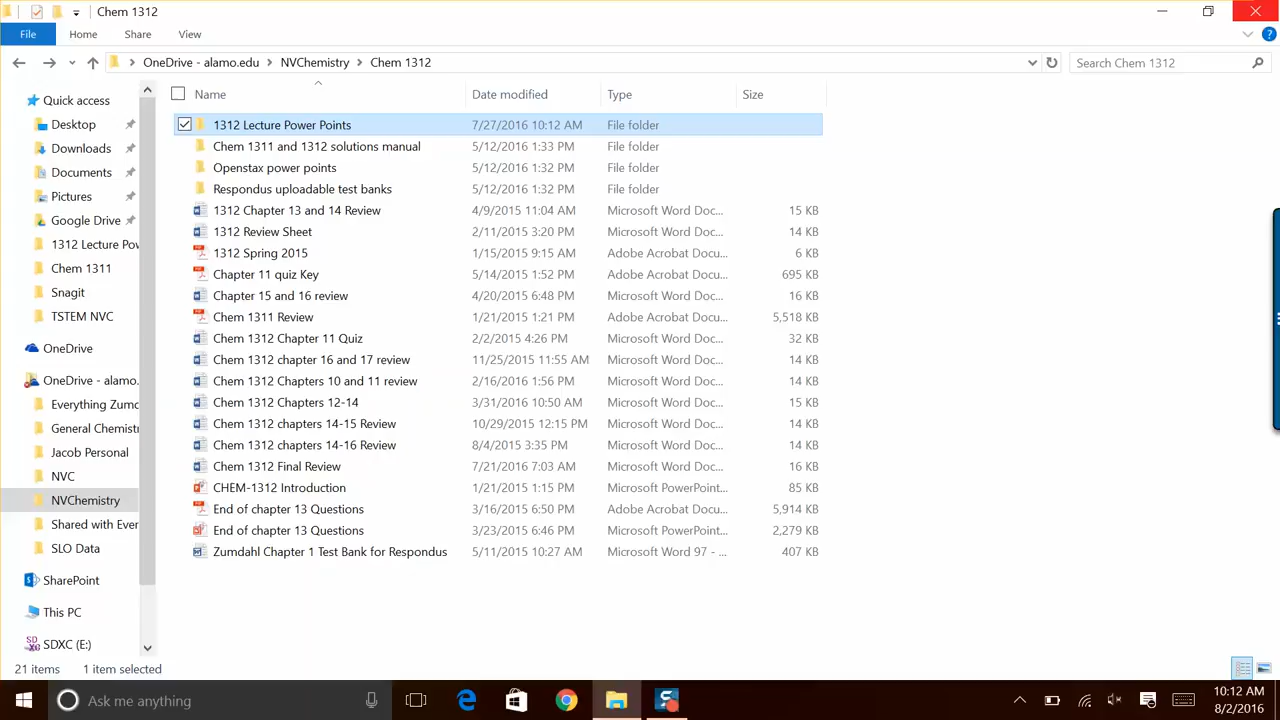 Chem 1312
File Home Share View
OneDrive - alamo.edu NVChemistry Chem 1312 Search Chem 1312
Name Date modified Type Size
1312 Lecture Power Points 7/27/2016 10:12 AM File folder
Chem 1311 and 1312 solutions manual 5/12/2016 1:33 PM File folder
Openstax power points 5/12/2016 1:32 PM File folder
Respondus uploadable test banks 5/12/2016 1:32 PM File folder
1312 Chapter 13 and 14 Review 4/9/2015 11:04 AM Microsoft Word Doc... 15 KB
1312 Review Sheet 2/11/2015 3:20 PM Microsoft Word Doc... 14 KB
1312 Spring 2015 1/15/2015 9:15 AM Adobe Acrobat Docu... 6 KB
Chapter 11 quiz Key 5/14/2015 1:52 PM Adobe Acrobat Docu... 695 KB
Chapter 15 and 16 review 4/20/2015 6:48 PM Microsoft Word Doc... 16 KB
Chem 1311 Review 1/21/2015 1:21 PM Adobe Acrobat Docu... 5,518 KB
Chem 1312 Chapter 11 Quiz 2/2/2015 4:26 PM Microsoft Word Doc... 32 KB
Chem 1312 chapter 16 and 17 review 11/25/2015 11:55 AM Microsoft Word Doc... 14 KB
Chem 1312 Chapters 10 and 11 review 2/16/2016 1:56 PM Microsoft Word Doc... 14 KB
Chem 1312 Chapters 12-14 3/31/2016 10:50 AM Microsoft Word Doc... 15 KB
Chem 1312 chapters 14-15 Review 10/29/2015 12:15 PM Microsoft Word Doc... 14 KB
Chem 1312 chapters 14-16 Review 8/4/2015 3:35 PM Microsoft Word Doc... 14 KB
Chem 1312 Final Review 7/21/2016 7:03 AM Microsoft Word Doc... 16 KB
CHEM-1312 Introduction 1/21/2015 1:15 PM Microsoft PowerPoint... 85 KB
End of chapter 13 Questions 3/16/2015 6:50 PM Adobe Acrobat Docu... 5,914 KB
End of chapter 13 Questions 3/23/2015 6:46 PM Microsoft PowerPoint... 2,279 KB
Zumdahl Chapter 1 Test Bank for Respondus 5/11/2015 10:27 AM Microsoft Word 97 - ... 407 KB
Quick access
Desktop
Downloads
Documents
Pictures
Google Drive
1312 Lecture Pow
Chem 1311
Snagit
TSTEM NVC
OneDrive
OneDrive - alamo.
Everything Zumd
General Chemistr
Jacob Personal
NVC
NVChemistry
Shared with Ever
SLO Data
SharePoint
This PC
SDXC (E:)
21 items 1 item selected
Ask me anything
10:12 AM
8/2/2016